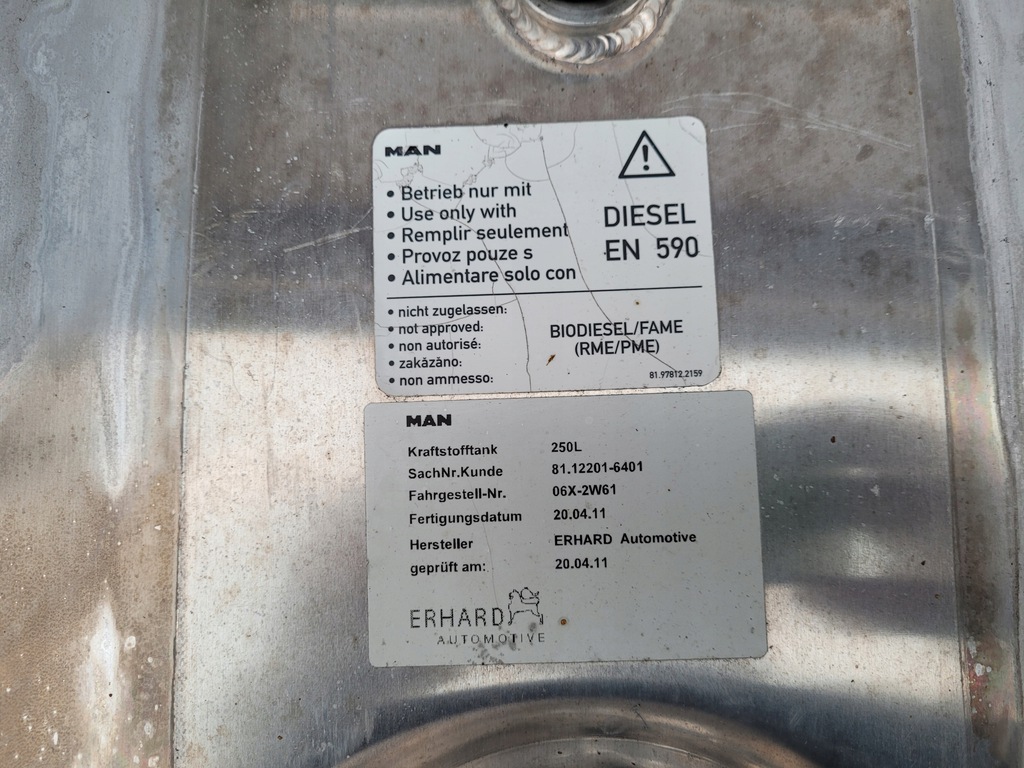 MAN
• Betrieb nur mit
• Use only with
• Remplir seulement
• Provoz pouze s
• Alimentare solo con
DIESEL
EN 590
• nicht zugelassen:
• not approved:
• non autorisé:
• zakázáno:
• non ammesso:
BIODIESEL/FAME
(RME/PME)
81.97812.2159
MAN
Kraftstofftank 250L
SachNr.Kunde 81.12201-6401
Fahrgestell-Nr. 06X-2W61
Fertigungsdatum 20.04.11
Hersteller ERHARD Automotive
geprüft am: 20.04.11
ERHARD
AUTOMOTIVE